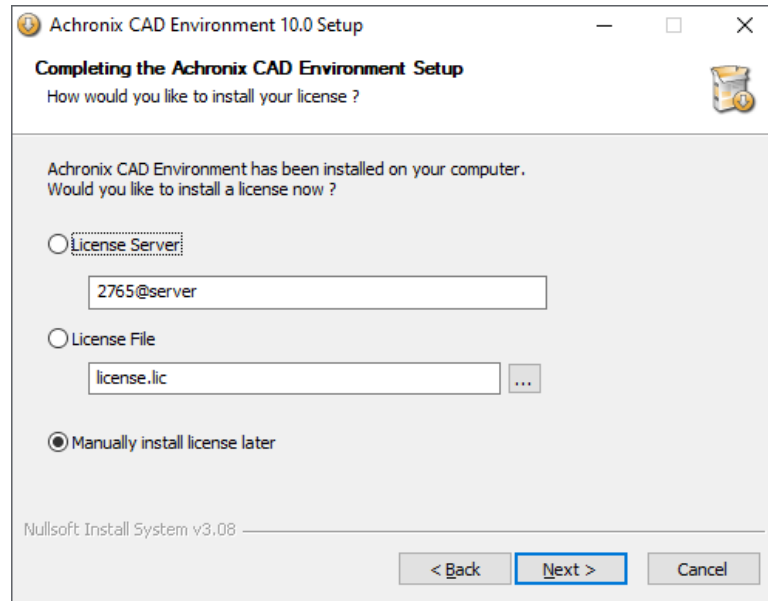 Achronix CAD Environment 10.0 Setup
Completing the Achronix CAD Environment Setup
How would you like to install your license ?
Achronix CAD Environment has been installed on your computer.
Would you like to install a license now ?
License Server
2765@server
License File
license.lic
...
Manually install license later
Nullsoft Install System v3.08
< Back
Next >
Cancel